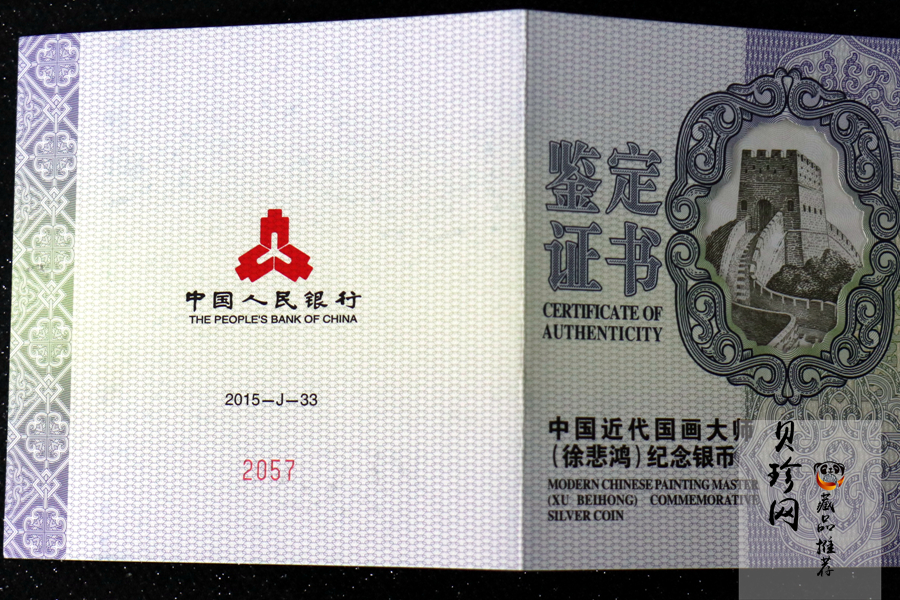 中国人民银行
THE PEOPLE'S BANK OF CHINA
2015—J—33
2057
鉴定
证书
CERTIFICATE OF
AUTHENTICITY
中国近代国画大师
(徐悲鸿)纪念银币
MODERN CHINESE PAINTING MASTER
(XU BEIHONG) COMMEMORATIVE
SILVER COIN
贝珍网
藏品推荐